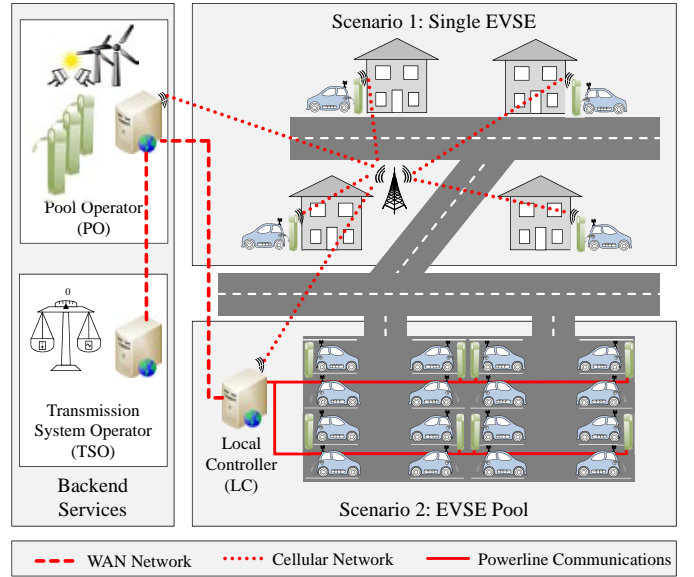 Scenario 1: Single EVSE
Pool Operator
(PO)
0
Transmission
System Operator
(TSO)
Backend
Services
Local
Controller
(LC)
Scenario 2: EVSE Pool
WAN Network
Cellular Network
Powerline Communications